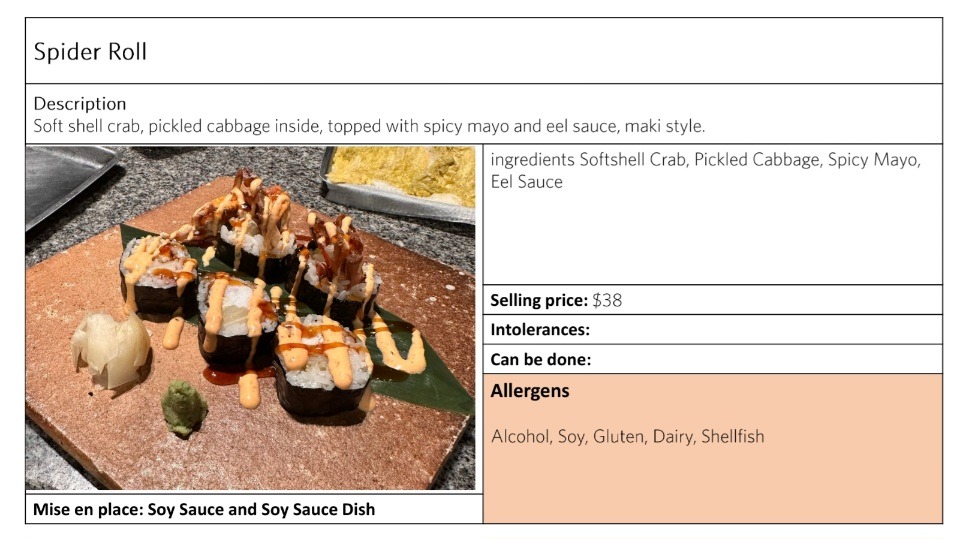 Spider Roll
Description
Soft shell crab, pickled cabbage inside, topped with spicy mayo and eel sauce, maki style.
ingredients Softshell Crab, Pickled Cabbage, Spicy Mayo,
Eel Sauce
Selling price: $38
Intolerances:
Can be done:
Allergens
Alcohol, Soy, Gluten, Dairy, Shellfish
Mise en place: Soy Sauce and Soy Sauce Dish